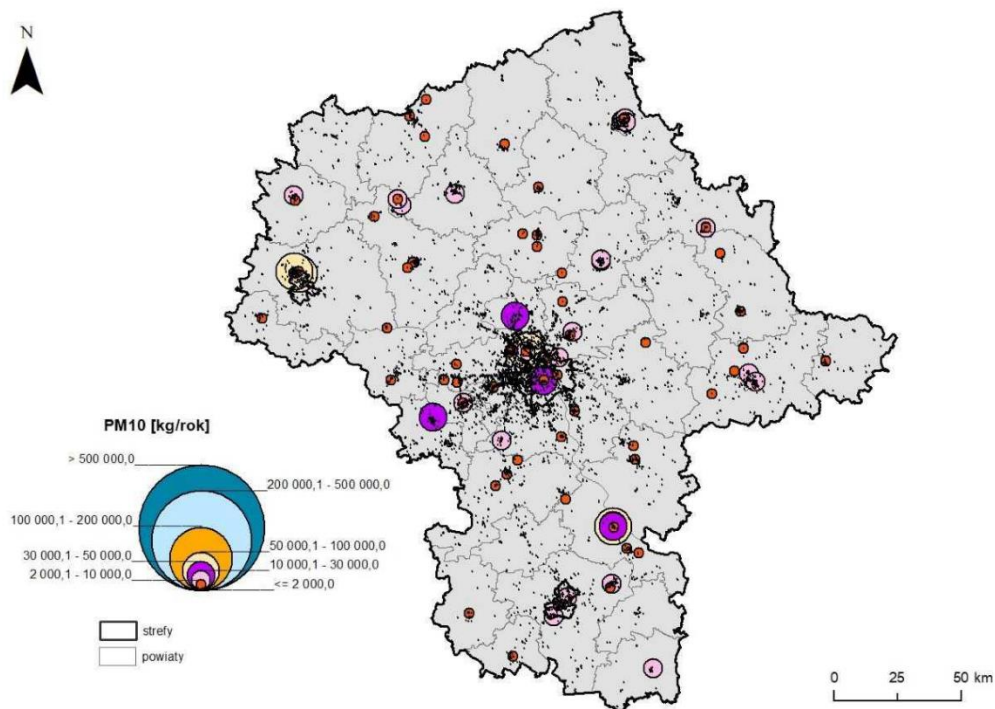 N
PM10 [kg/rok]
> 500 000,0
200 000,1 - 500 000,0
100 000,1 - 200 000,0
50 000,1 - 100 000,0
30 000,1 - 50 000,0
10 000,1 - 30 000,0
2 000,1 - 10 000,0
<= 2 000,0
strefy
powiaty
0 25 50 km